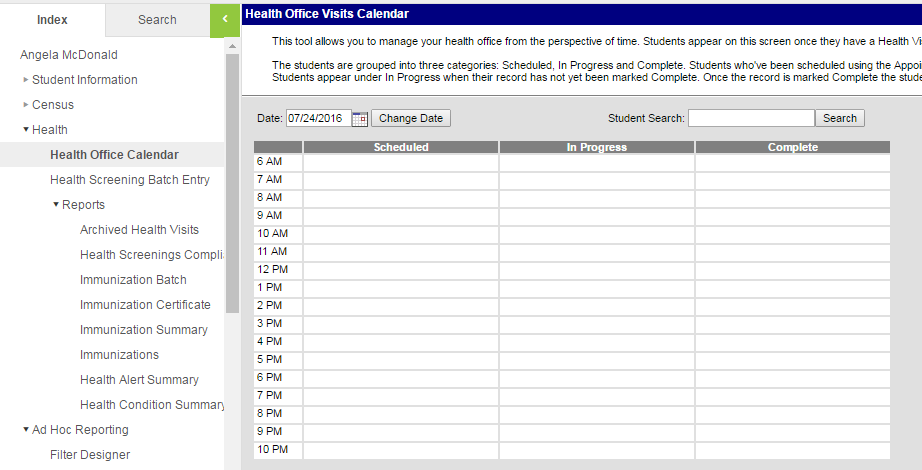 Index
Search
Angela McDonald
Student Information
Census
Health
Health Office Calendar
Health Screening Batch Entry
Reports
Archived Health Visits
Health Screenings Compli
Immunization Batch
Immunization Certificate
Immunization Summary
Immunizations
Health Alert Summary
Health Condition Summary
Ad Hoc Reporting
Filter Designer
Health Office Visits Calendar
This tool allows you to manage your health office from the perspective of time. Students appear on this screen once they have a Health Vi
The students are grouped into three categories: Scheduled, In Progress and Complete. Students who've been scheduled using the Appoi
Students appear under In Progress when their record has not yet been marked Complete. Once the record is marked Complete the stude
Date: 07/24/2016 Change Date Student Search: Search
Scheduled In Progress Complete
6 AM
7 AM
8 AM
9 AM
10 AM
11 AM
12 PM
1 PM
2 PM
3 PM
4 PM
5 PM
6 PM
7 PM
8 PM
9 PM
10 PM